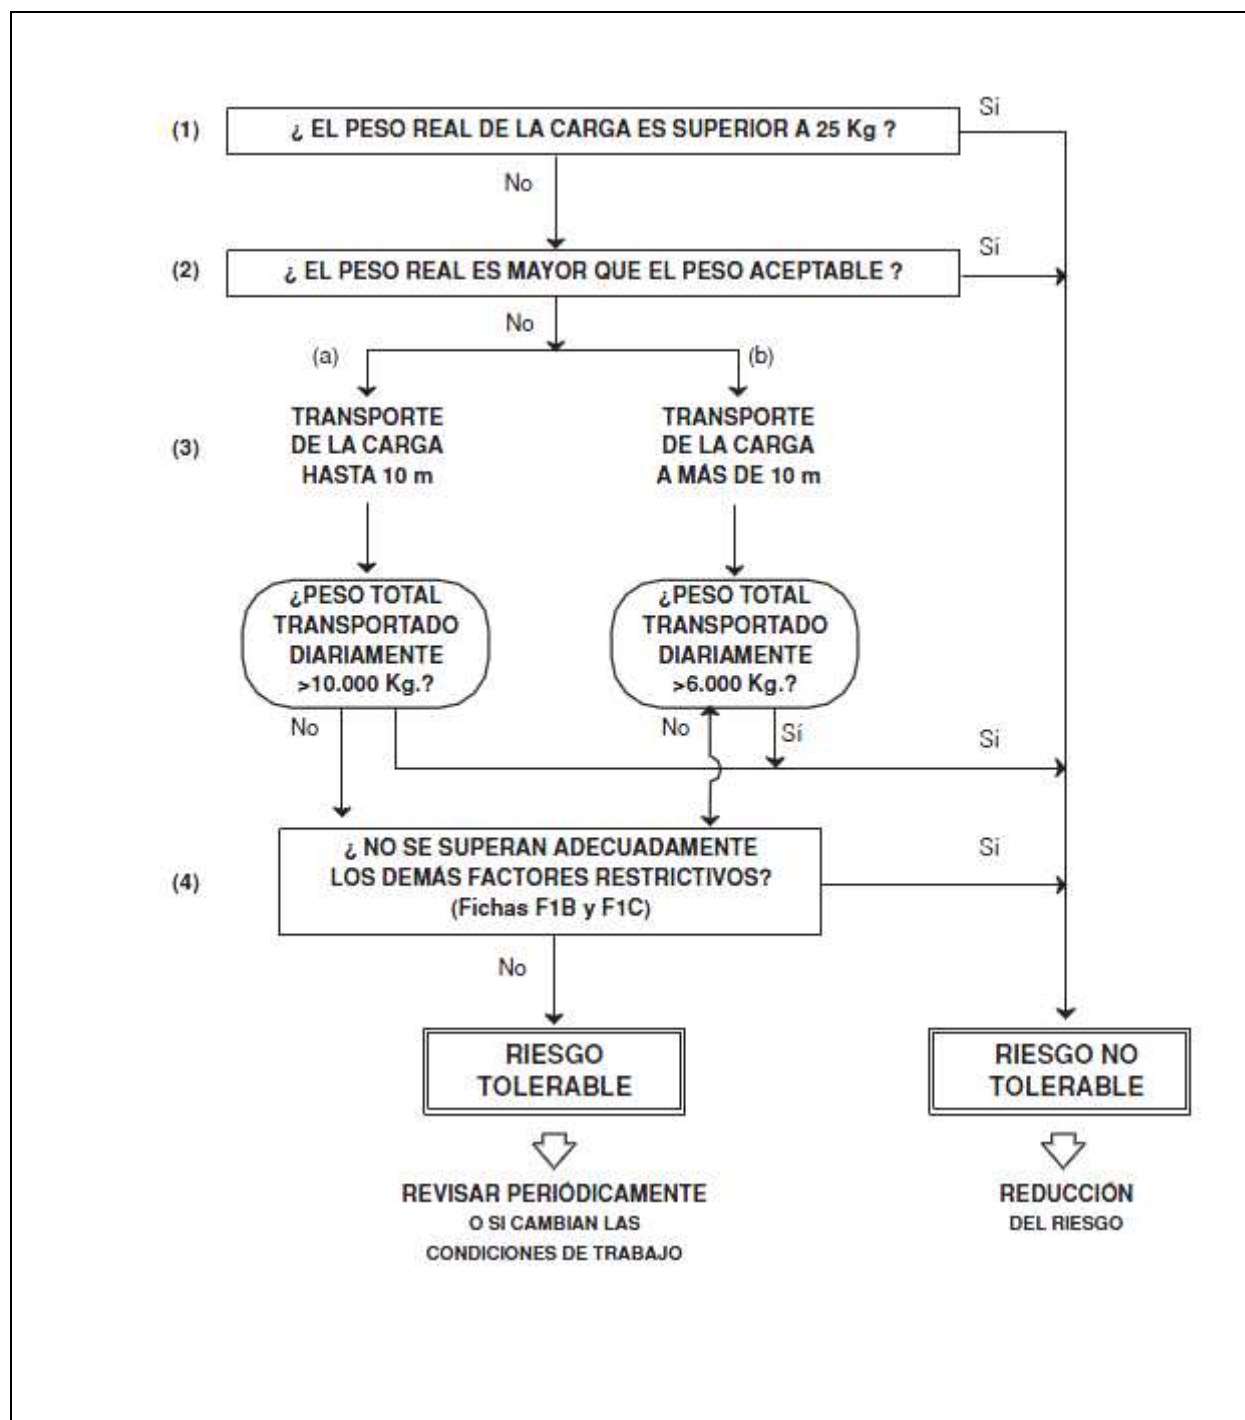 Si
(1) ¿ EL PESO REAL DE LA CARGA ES SUPERIOR A 25 Kg ?
No
Sí
(2) ¿ EL PESO REAL ES MAYOR QUE EL PESO ACEPTABLE ?
No
(a) (b)
TRANSPORTE
DE LA CARGA
HASTA 10 m
TRANSPORTE
DE LA CARGA
A MÁS DE 10 m
(3)
¿PESO TOTAL
TRANSPORTADO
DIARIAMENTE
>10.000 Kg.?
¿PESO TOTAL
TRANSPORTADO
DIARIAMENTE
>6.000 Kg.?
No No Sí Si
¿ NO SE SUPERAN ADECUADAMENTE
LOS DEMÁS FACTORES RESTRICTIVOS?
(Fichas F1B y F1C)
(4)
Si
No
RIESGO
TOLERABLE
RIESGO NO
TOLERABLE
REVISAR PERIÓDICAMENTE
O SI CAMBIAN LAS
CONDICIONES DE TRABAJO
REDUCCIÓN
DEL RIESGO